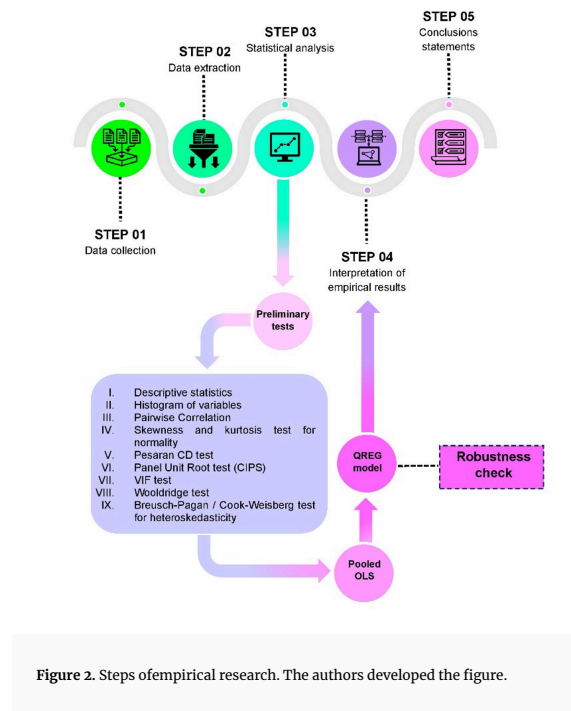 STEP 05
Conclusions
statements
STEP 03
Statistical analysis
STEP 02
Data extraction
STEP 01
Data collection
STEP 04
Interpretation of
empirical results
Preliminary
tests
I. Descriptive statistics
II. Histogram of variables
III. Pairwise Correlation
IV. Skewness and kurtosis test for
normality
V. Pesaran CD test
VI. Panel Unit Root test (CIPS)
VII. VIF test
VIII. Wooldridge test
IX. Breusch-Pagan / Cook-Weisberg test
for heteroskedasticity
QREG
model
Robustness
check
Pooled
OLS
Figure 2. Steps ofempirical research. The authors developed the figure.